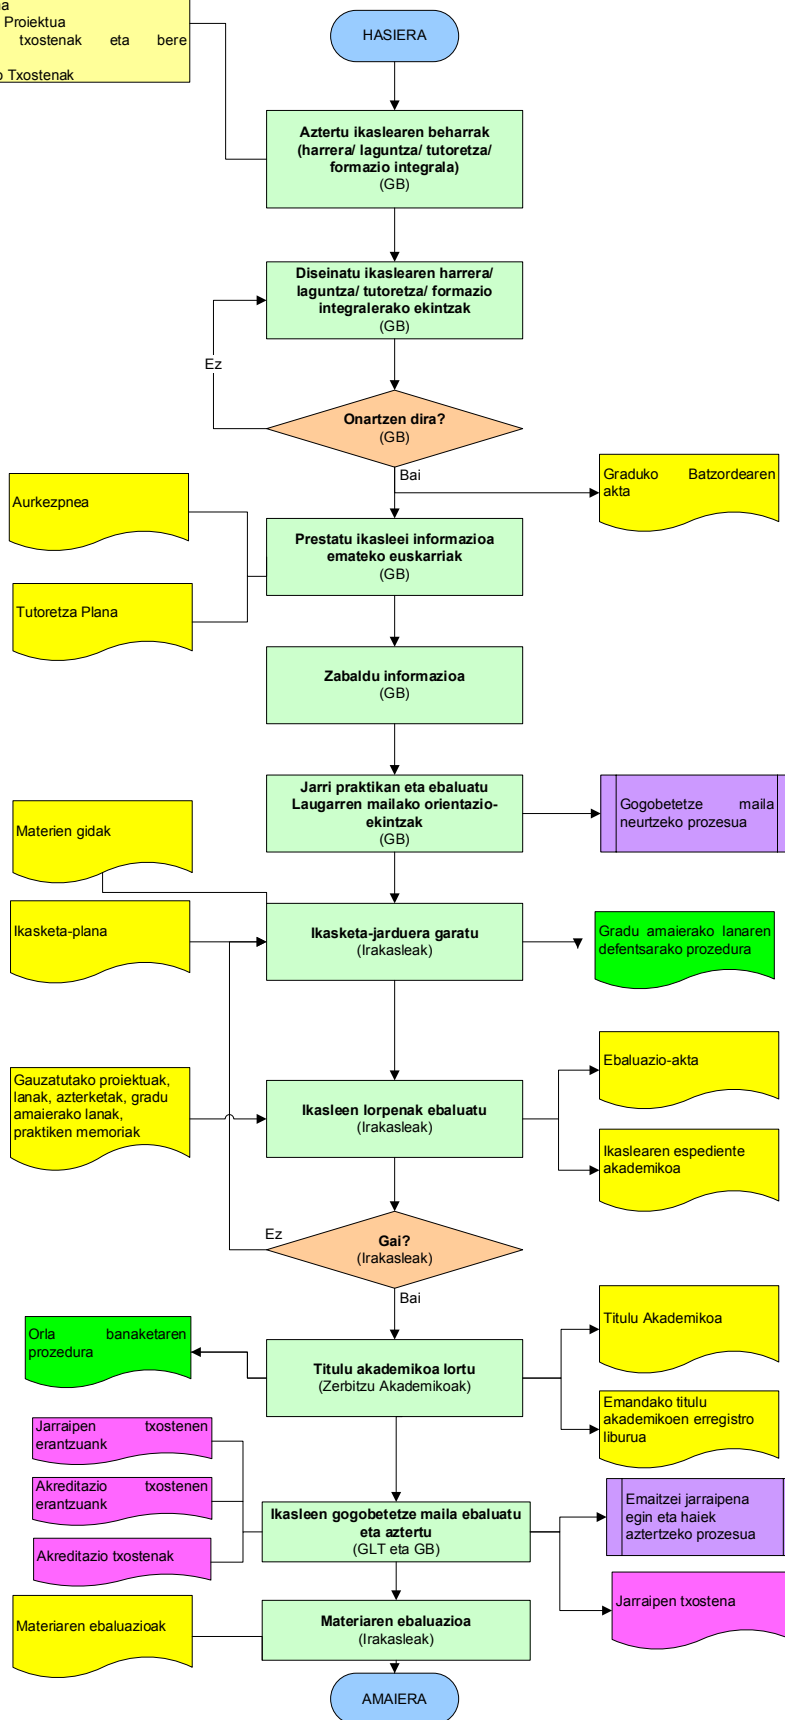 Proiektua
txostenak eta bere
Txostenak
HASIERA
Aztertu ikaslearen beharrak
(harrera/ laguntza/ tutoretza/
formazio integrala)
(GB)
Diseinatu ikaslearen harrera/
laguntza/ tutoretza/ formazio
integralerako ekintzak
(GB)
Ez
Onartzen dira?
(GB)
Bai
Graduko Batzordearen
akta
Aurkezpnea
Prestatu ikasleei informazioa
emateko euskarriak
(GB)
Tutoretza Plana
Zabaldu informazioa
(GB)
Jarri praktikan eta ebaluatu
Laugarren mailako orientazio-
ekintzak
(GB)
Gogobetetze maila
neurtzeko prozesua
Materien gidak
Ikasketa-plana
Ikasketa-jarduera garatu
(Irakasleak)
Gradu amaierako lanaren
defentsarako prozedura
Gauzatutako proiektuak,
lanak, azterketak, gradu
amaierako lanak,
praktiken memoriak
Ikasleen lorpenak ebaluatu
(Irakasleak)
Ebaluazio-akta
Ikaslearen espediente
akademikoa
Ez
Gai?
(Irakasleak)
Bai
Orla banaketaren
prozedura
Titulu akademikoa lortu
(Zerbitzu Akademikoak)
Titulu Akademikoa
Emandako titulu
akademikoen erregistro
liburua
Jarraipen txostenen
erantzuank
Akreditazio txostenen
erantzuank
Akreditazio txostenak
Ikasleen gogobetetze maila ebaluatu
eta aztertu
(GLT eta GB)
Emaitzei jarraipena
egin eta haiek
aztertzeko prozesua
Jarraipen txostena
Materiaren ebaluazioak
Materiaren ebaluazioa
(Irakasleak)
AMAIERA